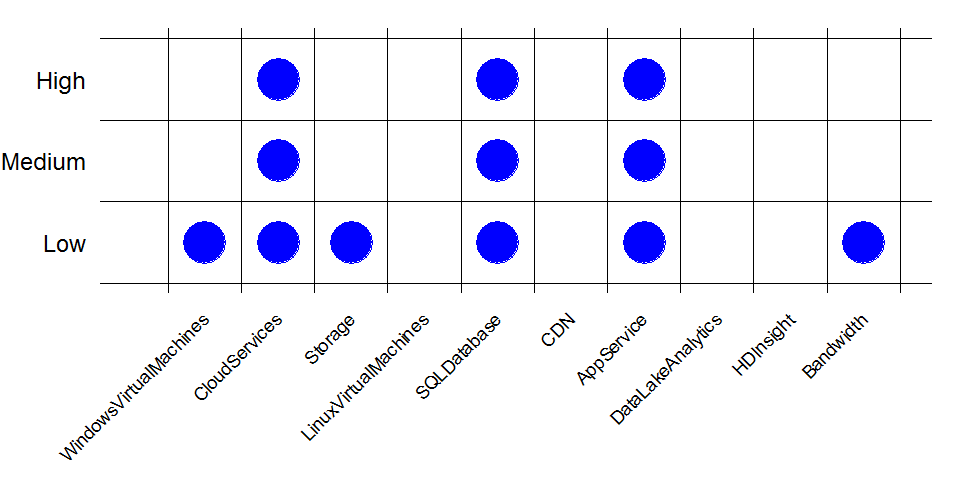 High
Medium
Low
WindowsVirtualMachines
CloudServices
Storage
LinuxVirtualMachines
SQLDatabase
CDN
AppService
DataLakeAnalytics
HDInsight
Bandwidth